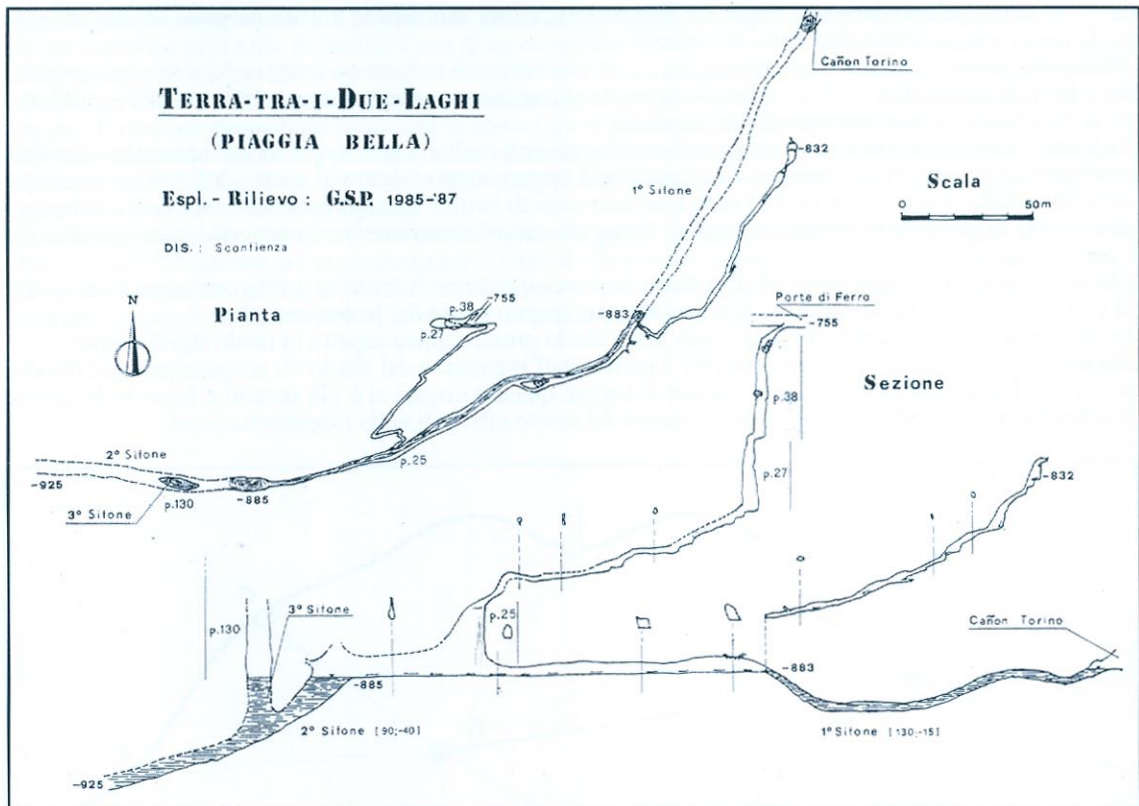 Cañon Torino
TERRA-TRA-I-DUE-LAGHI
(PIAGGIA BELLA)
Espl.- Rilievo : G.S.P. 1985-'87
DIS.: Scofienza
1° Sifone
-832
Scala
0 50m
N
Pianta
p.38
-755
p.27
-883
Porte di Ferro
-755
Sezione
p.38
2° Sifone
-925
p.130
-885
3° Sifone
p.25
p.27
-832
3° Sifone
p.130
p.25
Cañon Torino
-885
-883
2° Sifone [90;-40]
1° Sifone [130;-15]
-925